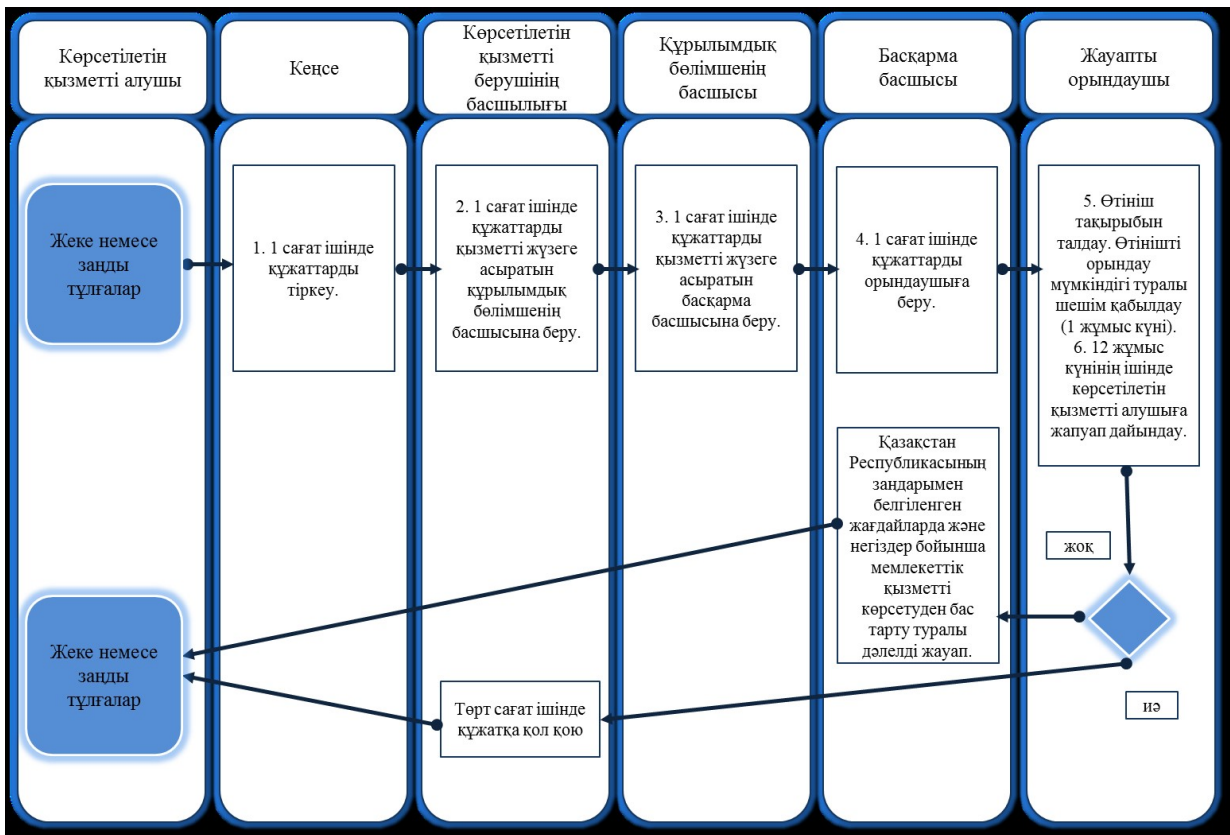 Көрсетілетін
қызметті алушы
Кеңсе
Көрсетілетін
қызметті
берушінің
басшылығы
Құрылымдық
бөлімшенің
басшысы
Басқарма
басшысы
Жауапты
орындаушы
Жеке немесе
заңды
тұлғалар
1. 1 сағат ішінде
құжаттарды
тіркеу.
2. 1 сағат ішінде
құжаттарды
қызметті жүзеге
асыратын
құрылымдық
бөлімшенің
басшысына беру.
3. 1 сағат ішінде
құжаттарды
қызметті жүзеге
асыратын
басқарма
басшысына беру.
4. 1 сағат ішінде
құжаттарды
орындаушыға
беру.
5. Өтініш
тақырыбын
талдау. Өтінішті
орындау
мүмкіндігі туралы
шешім қабылдау
(1 жұмыс күні).
6. 12 жұмыс
күнінің ішінде
көрсетілетін
қызметті алушыға
жапуап дайындау.
Қазақстан
Республикасының
заңдарымен
белгіленген
жағдайларда және
негіздер бойынша
мемлекеттік
қызметті
көрсетуден бас
тарту туралы
дәлелді жауап.
жоқ
Жеке немесе
заңды
тұлғалар
Төрт сағат ішінде
құжатқа қол қою
иә